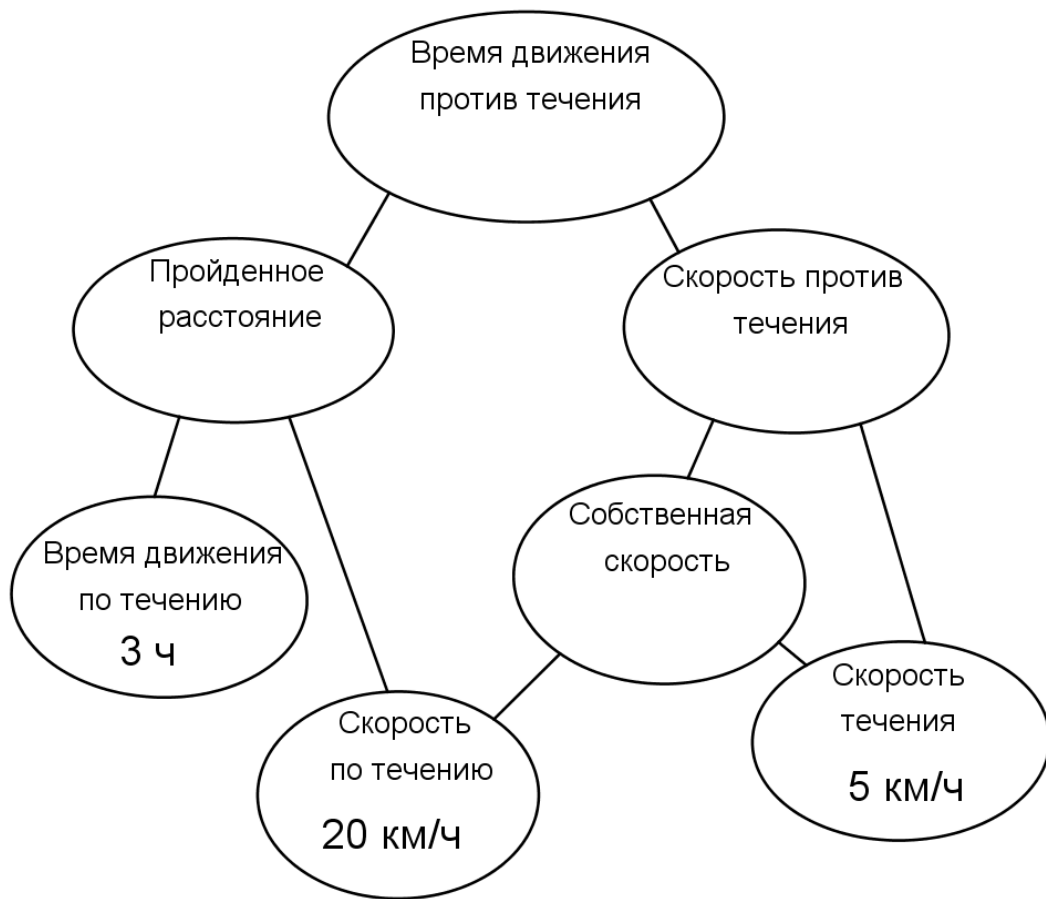 Время движения
против течения
Пройденное
расстояние
Скорость против
течения
Время движения
по течению
3 ч
Собственная
скорость
Скорость
по течению
20 км/ч
Скорость
течения
5 км/ч